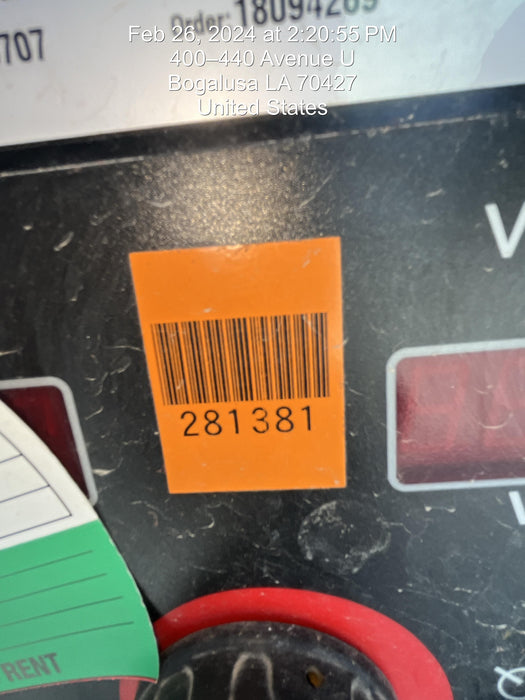 Order: 18094269
707
Feb 26, 2024 at 2:20:55 PM
400–440 Avenue U
Bogalusa LA 70427
United States
V
281381
RENT